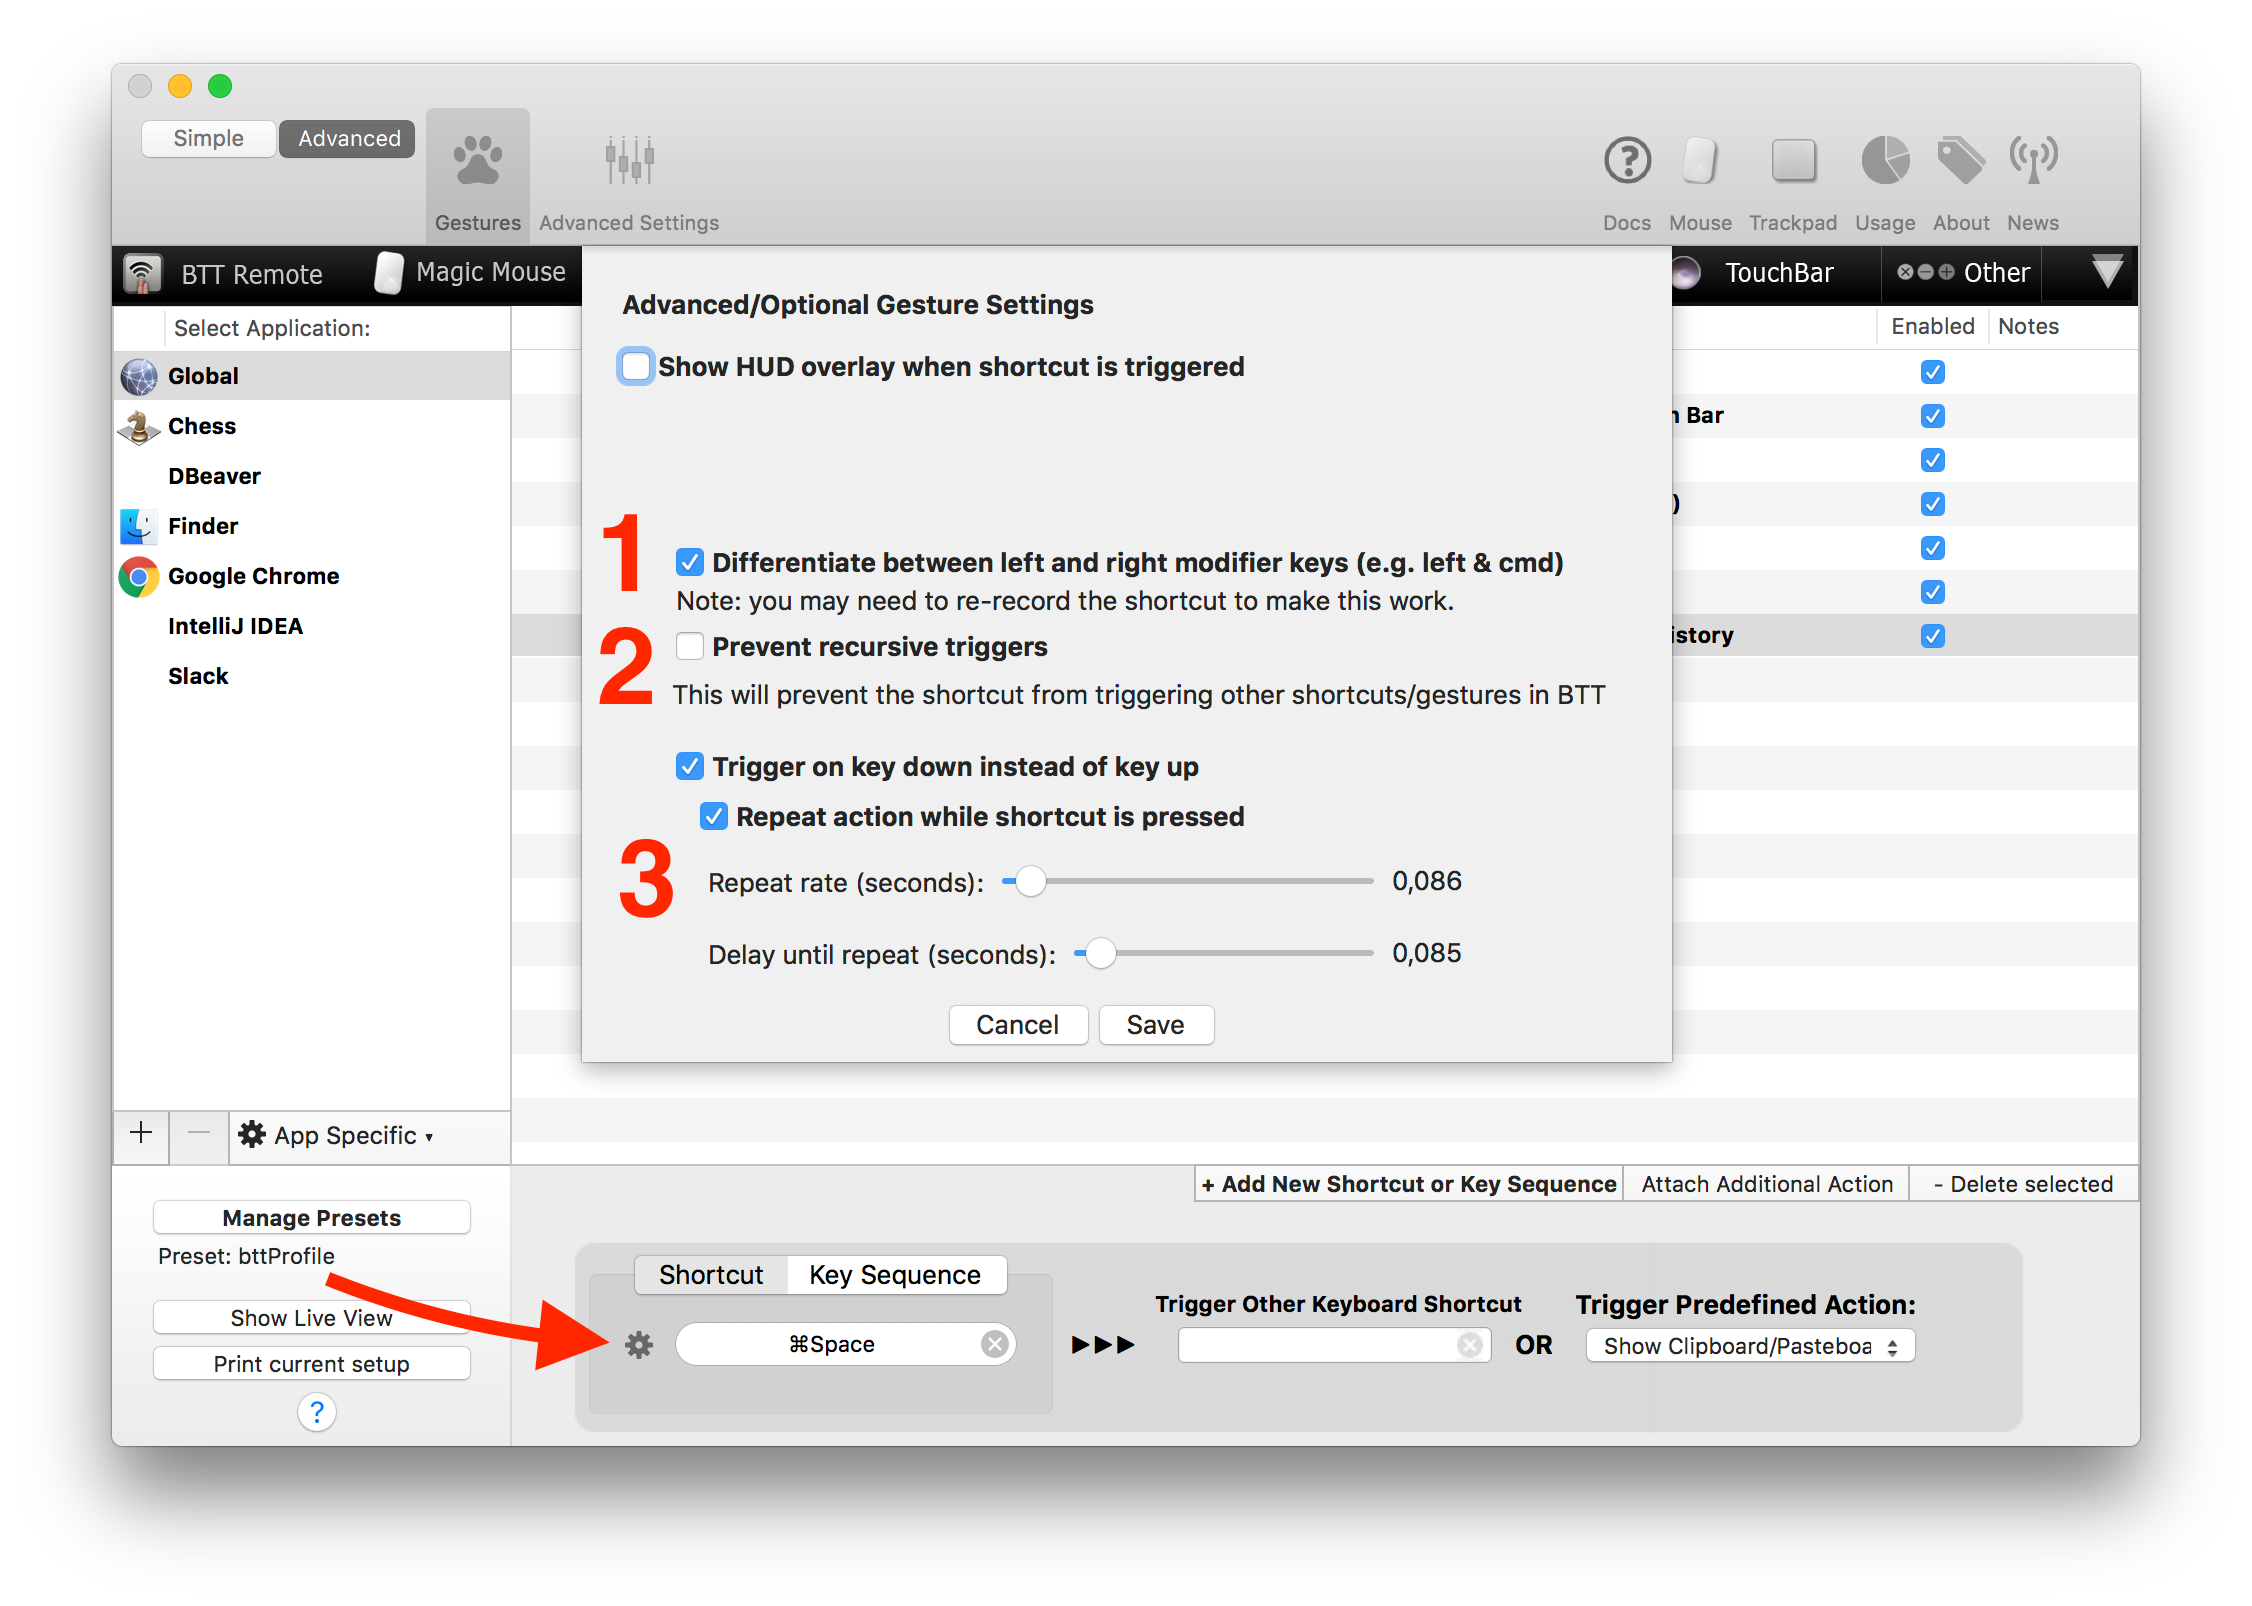 Simple
Advanced
Gestures
Advanced Settings
Docs
Mouse
Trackpad
Usage
About
News
BTT Remote
Magic Mouse
TouchBar
Other
Select Application:
Enabled
Notes
Global
Chess
DBeaver
Finder
Google Chrome
IntelliJ IDEA
Slack
Bar
)
istory
Advanced/Optional Gesture Settings
Show HUD overlay when shortcut is triggered
1
Differentiate between left and right modifier keys (e.g. left & cmd)
Note: you may need to re-record the shortcut to make this work.
2
Prevent recursive triggers
This will prevent the shortcut from triggering other shortcuts/gestures in BTT
Trigger on key down instead of key up
Repeat action while shortcut is pressed
3
Repeat rate (seconds):
0,086
Delay until repeat (seconds):
0,085
Cancel
Save
+
−
App Specific
+ Add New Shortcut or Key Sequence
Attach Additional Action
- Delete selected
Manage Presets
Preset: bttProfile
Show Live View
Print current setup
?
Shortcut
Key Sequence
⌘Space
Trigger Other Keyboard Shortcut
OR
Trigger Predefined Action:
Show Clipboard/Pasteboa